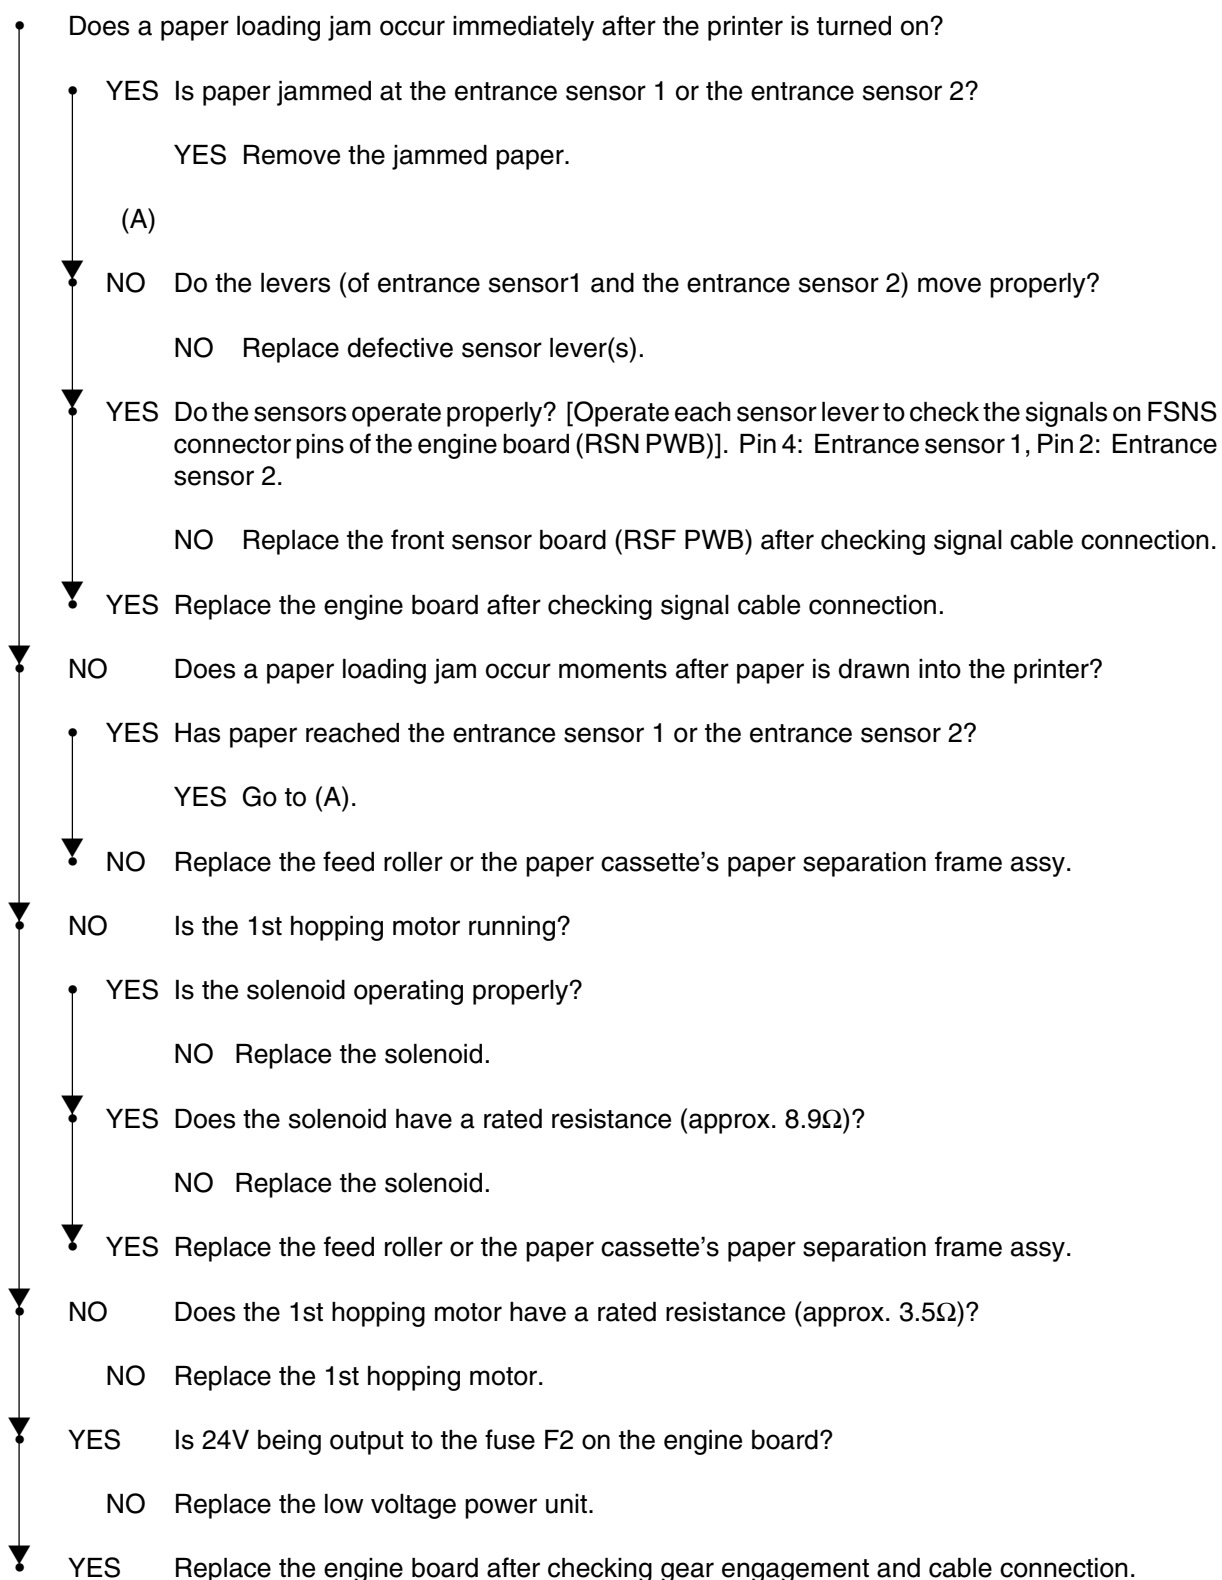 Does a paper loading jam occur immediately after the printer is turned on?
YES Is paper jammed at the entrance sensor 1 or the entrance sensor 2?
YES Remove the jammed paper.
(A)
NO Do the levers (of entrance sensor1 and the entrance sensor 2) move properly?
NO Replace defective sensor lever(s).
YES Do the sensors operate properly? [Operate each sensor lever to check the signals on FSNS
connector pins of the engine board (RSN PWB)]. Pin 4: Entrance sensor 1, Pin 2: Entrance
sensor 2.
NO Replace the front sensor board (RSF PWB) after checking signal cable connection.
YES Replace the engine board after checking signal cable connection.
NO Does a paper loading jam occur moments after paper is drawn into the printer?
YES Has paper reached the entrance sensor 1 or the entrance sensor 2?
YES Go to (A).
NO Replace the feed roller or the paper cassette's paper separation frame assy.
NO Is the 1st hopping motor running?
YES Is the solenoid operating properly?
NO Replace the solenoid.
YES Does the solenoid have a rated resistance (approx. 8.9Ω)?
NO Replace the solenoid.
YES Replace the feed roller or the paper cassette's paper separation frame assy.
NO Does the 1st hopping motor have a rated resistance (approx. 3.5Ω)?
NO Replace the 1st hopping motor.
YES Is 24V being output to the fuse F2 on the engine board?
NO Replace the low voltage power unit.
YES Replace the engine board after checking gear engagement and cable connection.